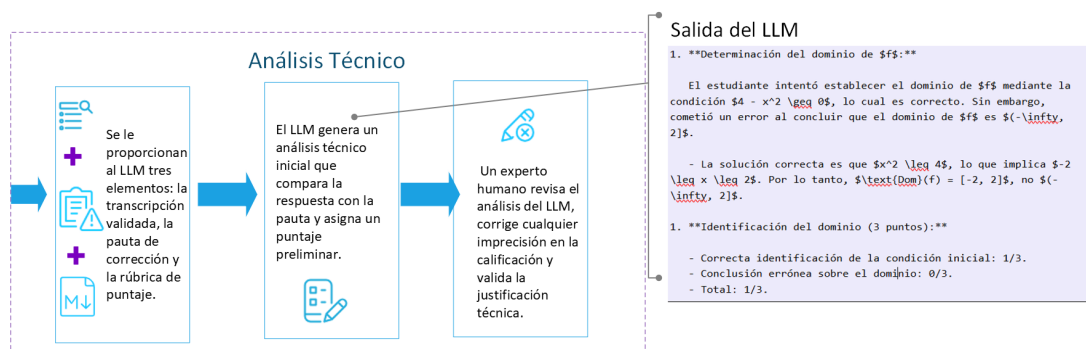 Análisis Técnico
Se le
proporcionan
al LLM tres
elementos: la
transcripción
validada, la
pauta de
corrección y
la rúbrica de
puntaje.
M
El LLM genera un
análisis técnico
inicial que
compara la
respuesta con la
pauta y asigna un
puntaje
preliminar.
Un experto
humano revisa el
análisis del LLM,
corrige cualquier
imprecisión en la
calificación y
valida la
justificación
técnica.
Salida del LLM
1. **Determinación del dominio de $f$:**
El estudiante intentó establecer el dominio de $f$ mediante la
condición $4 - x^2 \geq 0$, lo cual es correcto. Sin embargo,
cometió un error al concluir que el dominio de $f$ es $(-\infty,
2]$.
- La solución correcta es que $x^2 \leq 4$, lo que implica $-2
\leq x \leq 2$. Por lo tanto, $\text{Dom}(f) = [-2, 2]$, no $(-
\infty, 2]$.
1. **Identificación del dominio (3 puntos):**
- Correcta identificación de la condición inicial: 1/3.
- Conclusión errónea sobre el dominio: 0/3.
- Total: 1/3.